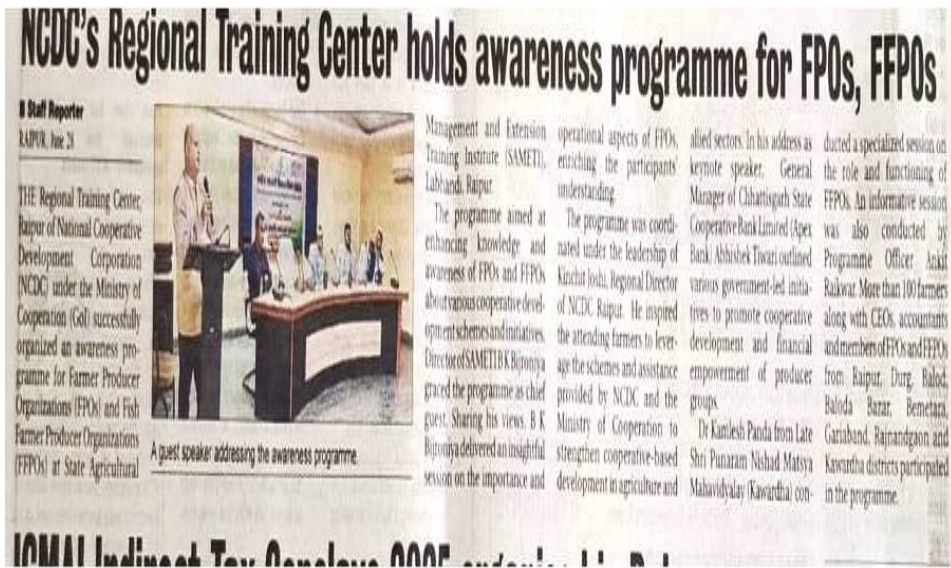 NCDC's Regional Training Center holds awareness programme for FPOs, FFPOs
Staff Reporter
RAIPUR, June 28
THE Regional Training Center,
Raipur of National Cooperative
Development Corporation
(NCDC) under the Ministry of
Cooperation (GoI) successfully
organized an awareness pro-
gramme for Farmer Producer
Organizations (FPOs) and Fish
Farmer Producer Organizations
(FFPOs) at State Agricultural
A guest speaker addressing the awareness programme.
Management and Extension
Training Institute (SAMETI),
Labhandi, Raipur.
The programme aimed at
enhancing knowledge and
awareness of FPOs and FFPOs
about various cooperative devel-
opment schemes and initiatives.
Director of SAMETI B K Bijnoriya
graced the programme as chief
guest. Sharing his views, B K
Bijnoriya delivered an insightful
session on the importance and
operational aspects of FPOs,
enriching the participants'
understanding.
The programme was coordi-
nated under the leadership of
Kinchit Joshi, Regional Director
of NCDC Raipur. He inspired
the attending farmers to lever-
age the schemes and assistance
provided by NCDC and the
Ministry of Cooperation to
strengthen cooperative-based
development in agriculture and
allied sectors. In his address as
keynote speaker, General
Manager of Chhattisgarh State
Cooperative Bank Limited (Apex
Bank, Abhishek Tiwari outlined
various government-led initia-
tives to promote cooperative
development and financial
empowerment of producer
groups.
Dr Kamlesh Panda from Late
Shri Punaram Nishad Matsya
Mahavidyalay (Kawardha) con-
ducted a specialized session on
the role and functioning of
FFPOs. An informative session
was also conducted by
Programme Officer Ankit
Raikwar. More than 100 farmers
along with CEOs, accountants
and members of FPOs and FFPOs
from Raipur, Durg, Balod,
Baloda Bazar, Bemetara,
Gariaband, Rajnandgaon and
Kawardha districts participated
in the programme.
ICMAI Indirect Tax Conclave 2025